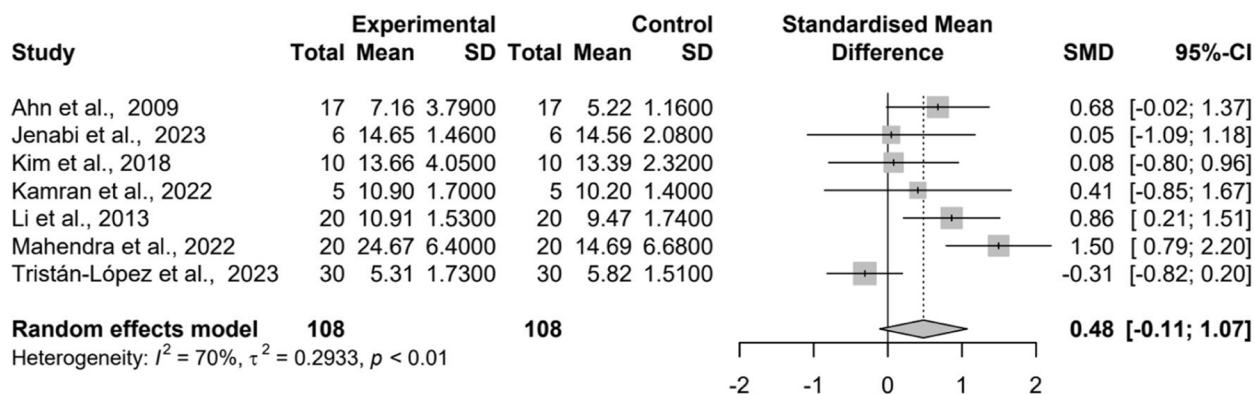 Experimental Control Standardised Mean
Study Total Mean SD Total Mean SD Difference SMD 95%-CI
Ahn et al., 2009 17 7.16 3.7900 17 5.22 1.1600 0.68 [-0.02; 1.37]
Jenabi et al., 2023 6 14.65 1.4600 6 14.56 2.0800 0.05 [-1.09; 1.18]
Kim et al., 2018 10 13.66 4.0500 10 13.39 2.3200 0.08 [-0.80; 0.96]
Kamran et al., 2022 5 10.90 1.7000 5 10.20 1.4000 0.41 [-0.85; 1.67]
Li et al., 2013 20 10.91 1.5300 20 9.47 1.7400 0.86 [ 0.21; 1.51]
Mahendra et al., 2022 20 24.67 6.4000 20 14.69 6.6800 1.50 [ 0.79; 2.20]
Tristán-López et al., 2023 30 5.31 1.7300 30 5.82 1.5100 -0.31 [-0.82; 0.20]
Random effects model 108 108 0.48 [-0.11; 1.07]
Heterogeneity: I² = 70%, τ² = 0.2933, p < 0.01
-2 -1 0 1 2